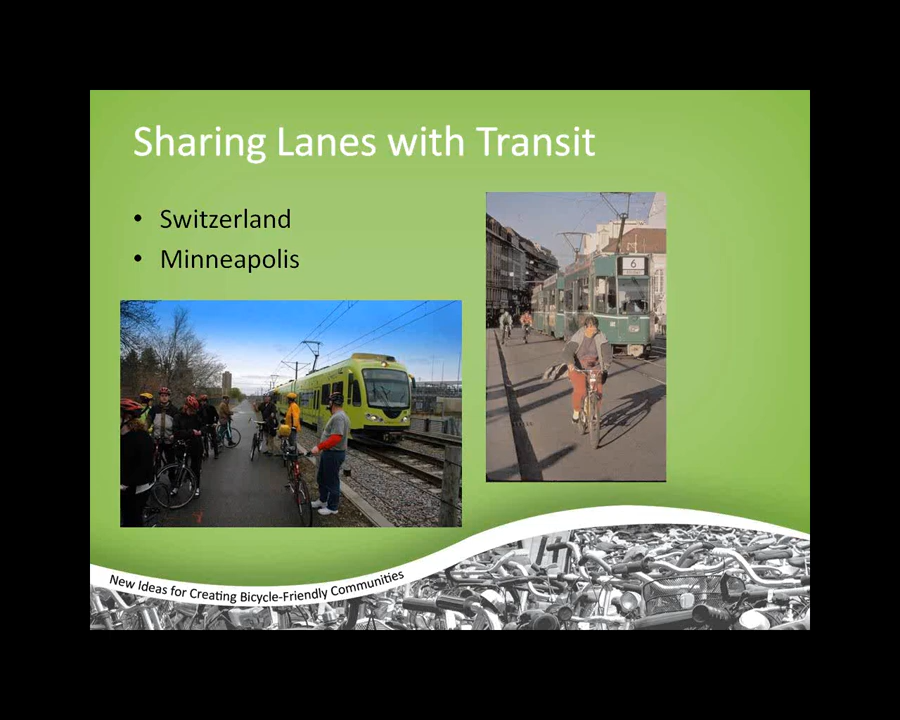 Sharing Lanes with Transit
• Switzerland
• Minneapolis
6
New Ideas for Creating Bicycle-Friendly Communities